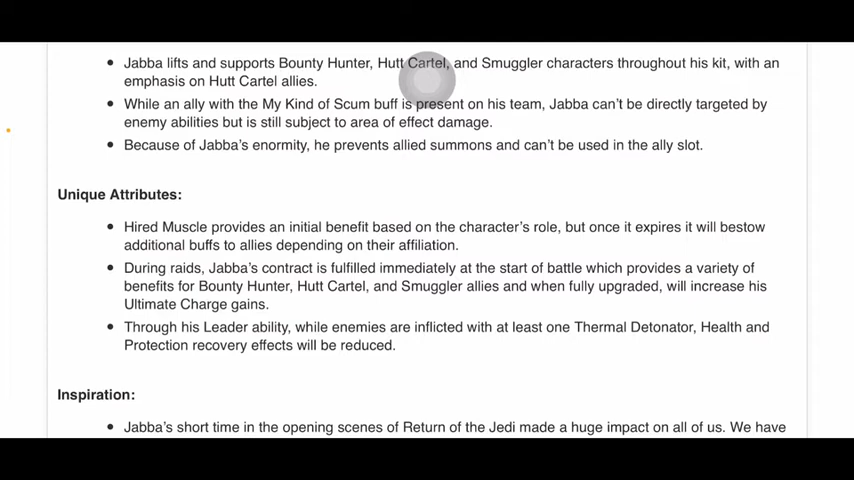 Jabba lifts and supports Bounty Hunter, Hutt Cartel, and Smuggler characters throughout his kit, with an
emphasis on Hutt Cartel allies.
While an ally with the My Kind of Scum buff is present on his team, Jabba can't be directly targeted by
enemy abilities but is still subject to area of effect damage.
Because of Jabba's enormity, he prevents allied summons and can't be used in the ally slot.
Unique Attributes:
Hired Muscle provides an initial benefit based on the character's role, but once it expires it will bestow
additional buffs to allies depending on their affiliation.
During raids, Jabba's contract is fulfilled immediately at the start of battle which provides a variety of
benefits for Bounty Hunter, Hutt Cartel, and Smuggler allies and when fully upgraded, will increase his
Ultimate Charge gains.
Through his Leader ability, while enemies are inflicted with at least one Thermal Detonator, Health and
Protection recovery effects will be reduced.
Inspiration:
Jabba's short time in the opening scenes of Return of the Jedi made a huge impact on all of us. We have